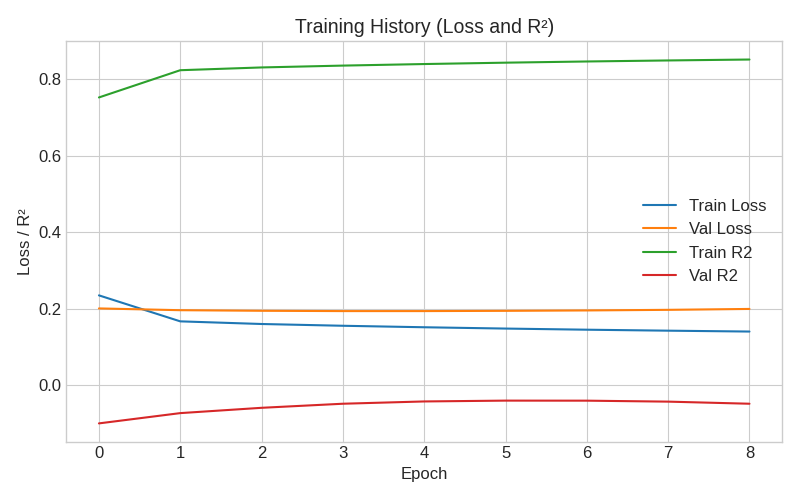 Training History (Loss and R²)
Loss / R²
0.8
0.6
0.4
0.2
0.0
Train Loss
Val Loss
Train R2
Val R2
0 1 2 3 4 5 6 7 8
Epoch